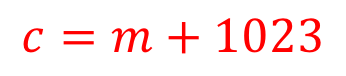 c = m + 1023